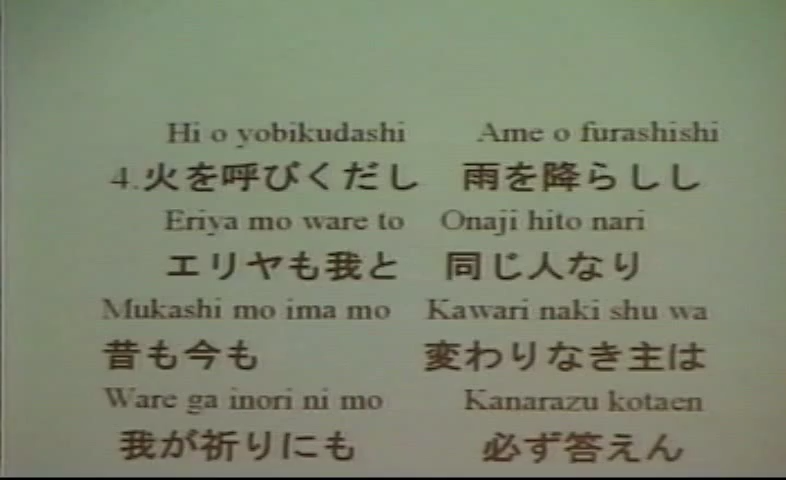 Hi o yobikudashi Ame o furashishi
4.火を呼びくだし 雨を降らしし
Eriya mo ware to Onaji hito nari
エリヤも我と 同じ人なり
Mukashi mo ima mo Kawari naki shu wa
昔も今も 変わりなき主は
Ware ga inori ni mo Kanarazu kotaen
我が祈りにも 必ず答えん